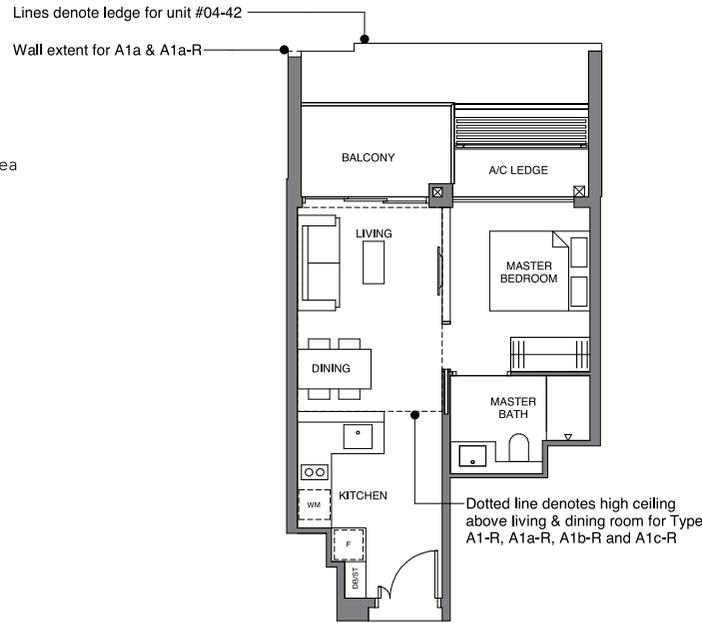 Lines denote ledge for unit #04-42
Wall extent for A1a & A1a-R
ea
BALCONY
A/C LEDGE
LIVING
MASTER
BEDROOM
DINING
MASTER
BATH
KITCHEN
WM
F
DB/ST
Dotted line denotes high ceiling
above living & dining room for Type
A1-R, A1a-R, A1b-R and A1c-R